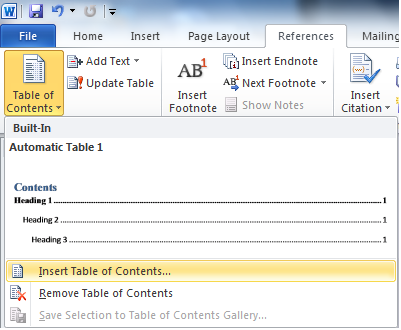 W
File Home Insert Page Layout References Mailing
Table of Contents
Add Text
Update Table
AB1
Insert Footnote
Insert Endnote
AB1 Next Footnote
Show Notes
Insert Citation
Built-In
Automatic Table 1
Contents
Heading 1 1
Heading 2 1
Heading 3 1
Insert Table of Contents...
Remove Table of Contents
Save Selection to Table of Contents Gallery...